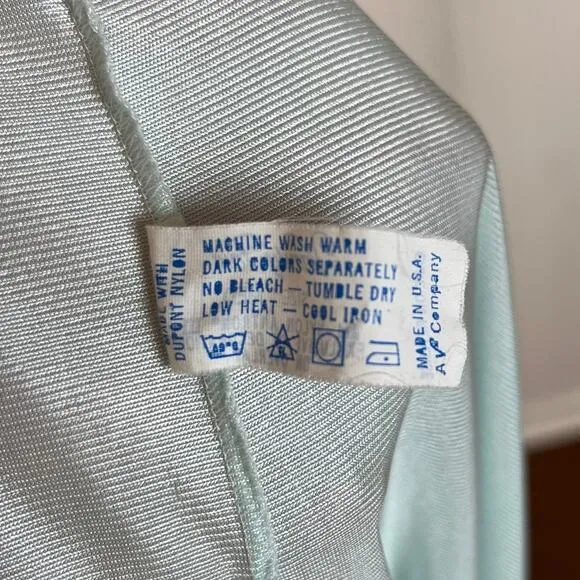 MACHINE WASH WARM
DARK COLORS SEPARATELY
NO BLEACH — TUMBLE DRY
LOW HEAT — COOL IRON
MADE WITH
DUPONT NYLON
MADE IN U.S.A.
Company